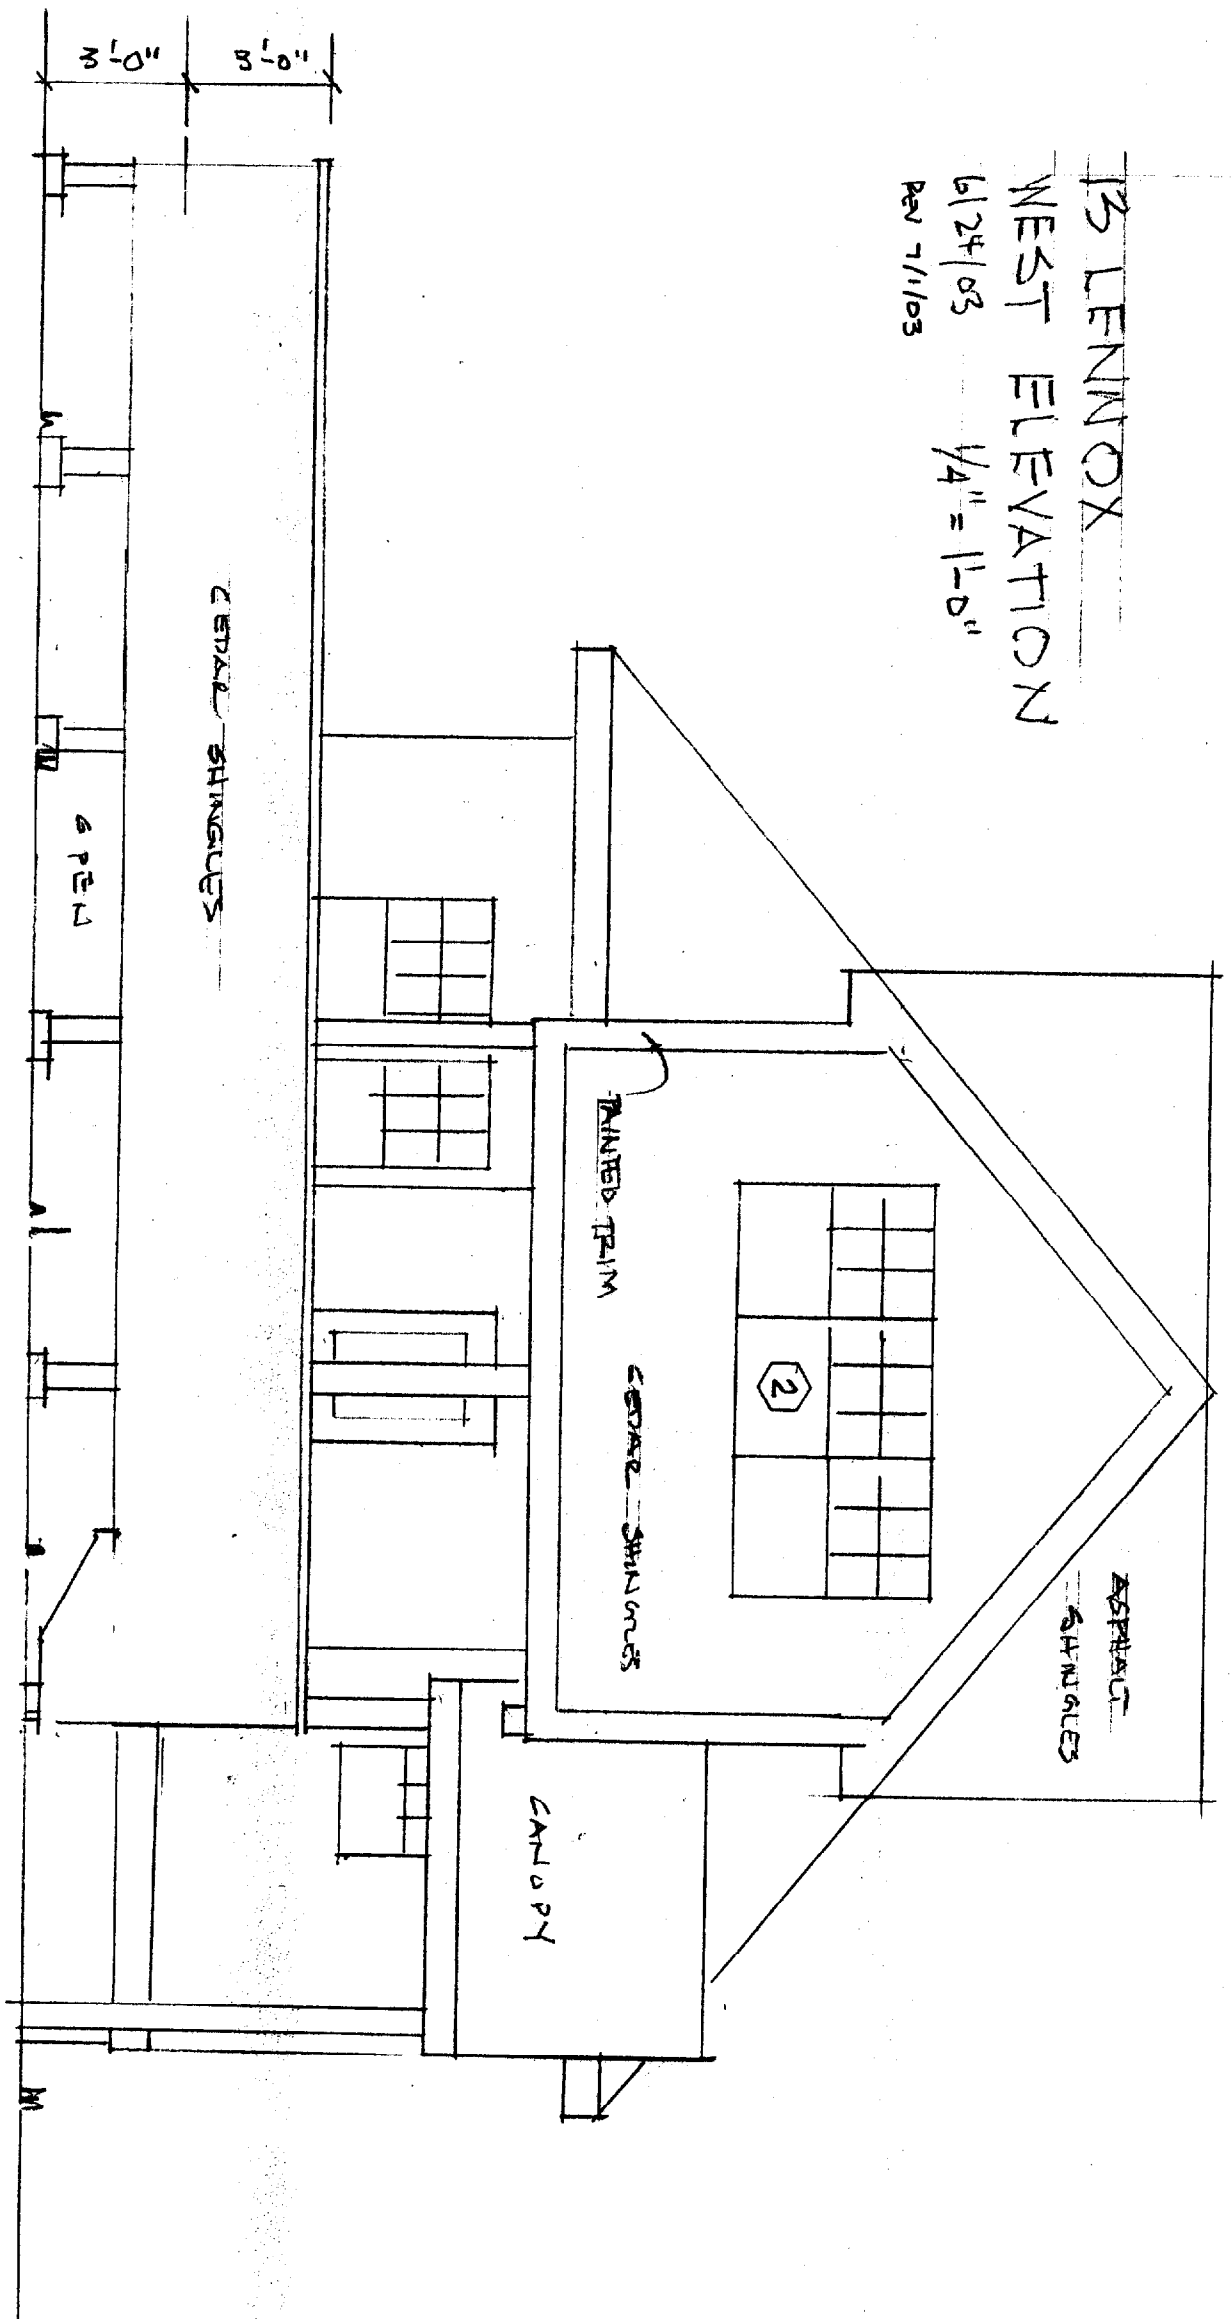 13 LENNOX
WEST ELEVATION
6/24/03 1/4" = 1'-0"
REV 7/1/03
ASPHALT
SHINGLES
2
PAINTED TRIM
CEDAR SHINGLES
CANOPY
3'-0"
3'-0"
CEDAR SHINGLES
OPEN